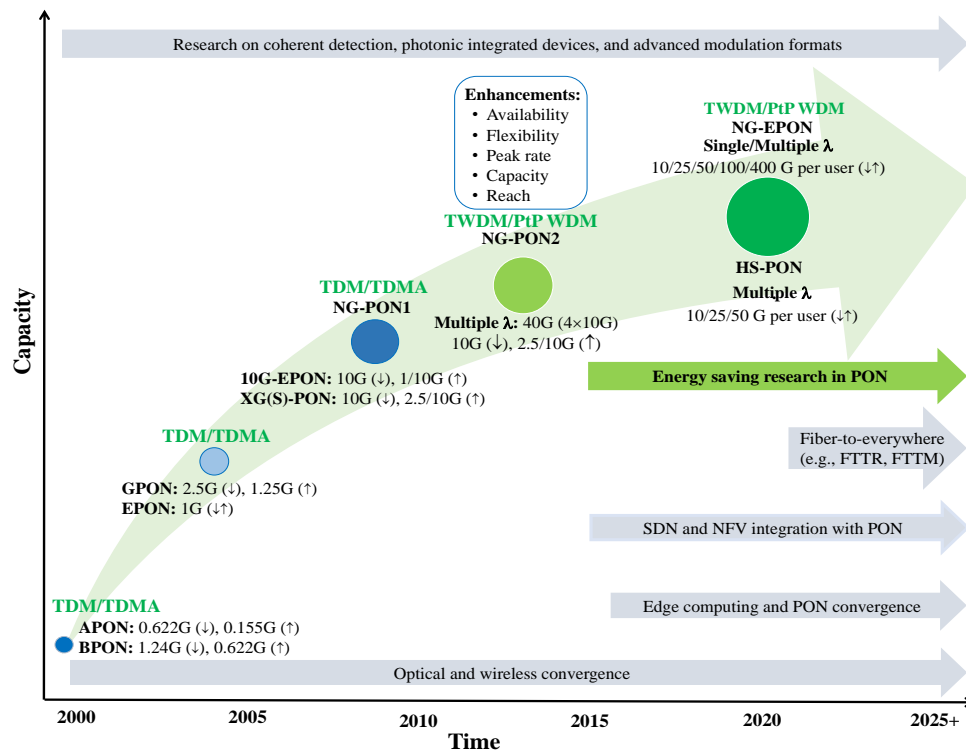 Research on coherent detection, photonic integrated devices, and advanced modulation formats
Enhancements:
• Availability
• Flexibility
• Peak rate
• Capacity
• Reach
TWDM/PtP WDM
NG-EPON
Single/Multiple λ
10/25/50/100/400 G per user (↓↑)
HS-PON
Multiple λ
10/25/50 G per user (↓↑)
TWDM/PtP WDM
NG-PON2
Multiple λ: 40G (4×10G)
10G (↓), 2.5/10G (↑)
TDM/TDMA
NG-PON1
10G-EPON: 10G (↓), 1/10G (↑)
XG(S)-PON: 10G (↓), 2.5/10G (↑)
TDM/TDMA
GPON: 2.5G (↓), 1.25G (↑)
EPON: 1G (↓↑)
TDM/TDMA
APON: 0.622G (↓), 0.155G (↑)
BPON: 1.24G (↓), 0.622G (↑)
Energy saving research in PON
Fiber-to-everywhere
(e.g., FTTR, FTTM)
SDN and NFV integration with PON
Edge computing and PON convergence
Optical and wireless convergence
Capacity
2000 2005 2010 2015 2020 2025+
Time